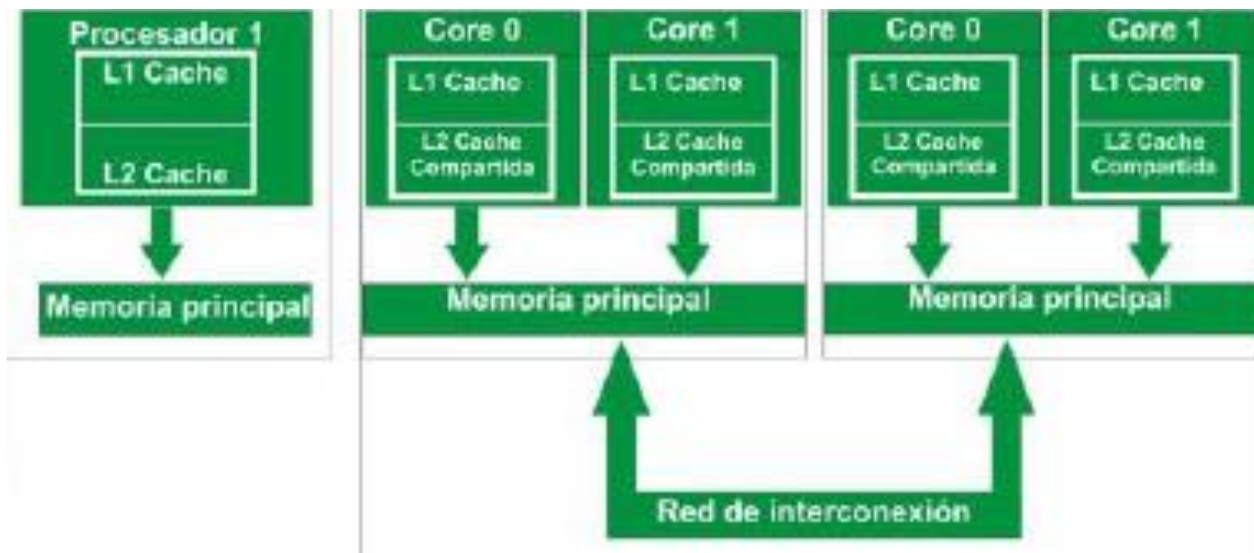 Procesador 1
L1 Cache
L2 Cache
Memoria principal
Core 0
Core 1
L1 Cache
L1 Cache
L2 Cache
Compartida
L2 Cache
Compartida
Memoria principal
Core 0
Core 1
L1 Cache
L1 Cache
L2 Cache
Compartida
L2 Cache
Compartida
Memoria principal
Red de interconexión